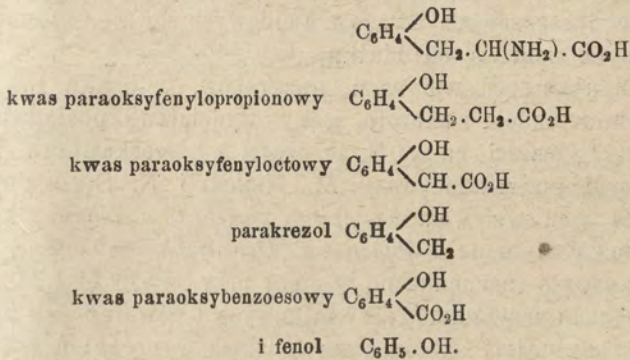 C₆H₄ OH
CH₂.CH(NH₂).CO₂H
kwas paraoksyfenylopropionowy C₆H₄ OH
CH₂.CH₂.CO₂H
kwas paraoksyfenyloctowy C₆H₄ OH
CH.CO₂H
parakrezol C₆H₄ OH
CH₂
kwas paraoksybenzoesowy C₆H₄ OH
CO₂H
i fenol C₆H₅.OH.